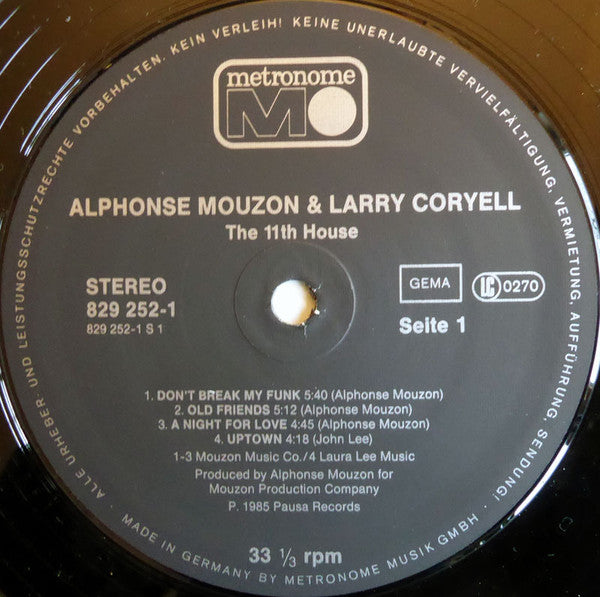 ALLE URHEBER UND LEISTUNGSSCHUTZRECHTE VORBEHALTEN. KEIN VERLEIH! KEINE UNERLAUBTE VERVIELFÄLTIGUNG, VERMIETUNG, AUFFÜHRUNG, SENDUNG!
metronome
M
ALPHONSE MOUZON & LARRY CORYELL
The 11th House
STEREO
829 252-1
829 252-1 S 1
GEMA
LC 0270
Seite 1
1. DON'T BREAK MY FUNK 5:40 (Alphonse Mouzon)
2. OLD FRIENDS 5:12 (Alphonse Mouzon)
3. A NIGHT FOR LOVE 4:45 (Alphonse Mouzon)
4. UPTOWN 4:18 (John Lee)
1-3 Mouzon Music Co./4 Laura Lee Music
Produced by Alphonse Mouzon for
Mouzon Production Company
P. 1985 Pausa Records
33 1/3 rpm
· MADE IN GERMANY BY METRONOME MUSIK GMBH ·